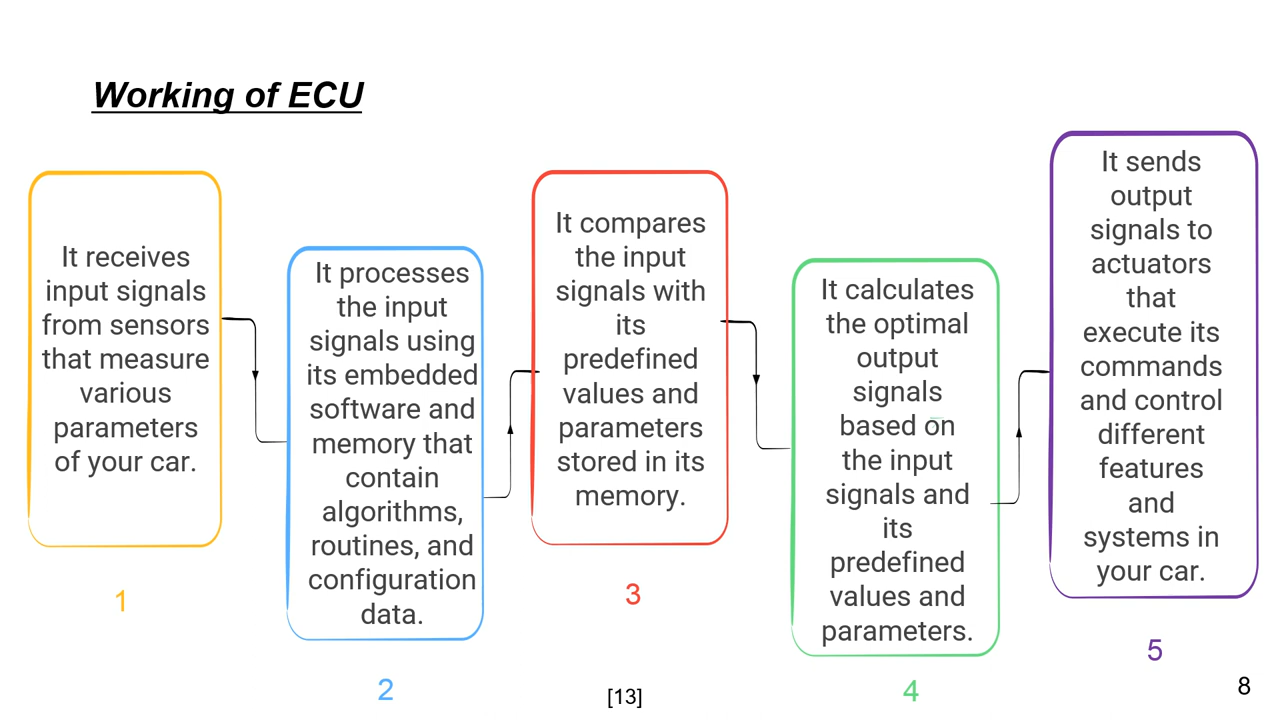 Working of ECU
It receives
input signals
from sensors
that measure
various
parameters
of your car.
1
It processes
the input
signals using
its embedded
software and
memory that
contain
algorithms,
routines, and
configuration
data.
2
It compares
the input
signals with
its
predefined
values and
parameters
stored in its
memory.
3
It calculates
the optimal
output
signals
based on
the input
signals and
its
predefined
values and
parameters.
4
It sends
output
signals to
actuators
that
execute its
commands
and control
different
features
and
systems in
your car.
5
[13]
8